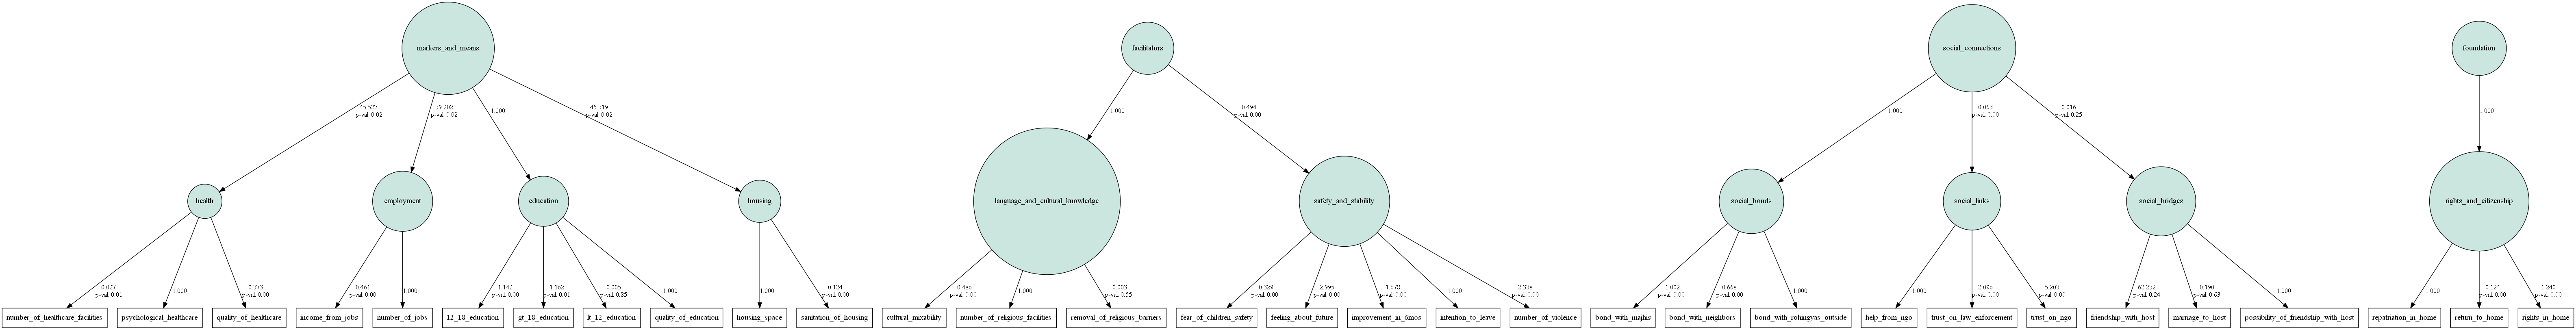 markers_and_means
facilitators
social_connections
foundation
45.527
p-val: 0.02
39.202
p-val: 0.02
1.000
45.319
p-val: 0.02
1.000
-0.494
p-val: 0.00
1.000
0.063
p-val: 0.00
0.016
p-val: 0.25
1.000
health
employment
education
housing
language_and_cultural_knowledge
safety_and_stability
social_bonds
social_links
social_bridges
rights_and_citizenship
0.027
p-val: 0.01
1.000
0.373
p-val: 0.00
0.461
p-val: 0.00
1.000
1.142
p-val: 0.00
1.162
p-val: 0.01
0.005
p-val: 0.85
1.000
1.000
0.124
p-val: 0.00
-0.486
p-val: 0.00
1.000
-0.003
p-val: 0.55
-0.329
p-val: 0.00
2.995
p-val: 0.00
1.678
p-val: 0.00
1.000
2.338
p-val: 0.00
-1.002
p-val: 0.00
0.668
p-val: 0.00
1.000
1.000
2.096
p-val: 0.00
5.203
p-val: 0.00
62.232
p-val: 0.24
0.190
p-val: 0.63
1.000
1.000
0.124
p-val: 0.00
1.240
p-val: 0.00
number_of_healthcare_facilities
psychological_healthcare
quality_of_healthcare
income_from_jobs
number_of_jobs
12_18_education
gt_18_education
lt_12_education
quality_of_education
housing_space
sanitation_of_housing
cultural_mixability
number_of_religious_facilities
removal_of_religious_barriers
fear_of_children_safety
feeling_about_future
improvement_in_6mos
intention_to_leave
number_of_violence
bond_with_majhis
bond_with_neighbors
bond_with_rohingyas_outside
help_from_ngo
trust_on_law_enforcement
trust_on_ngo
friendship_with_host
marriage_to_host
possibility_of_friendship_with_host
repatriation_in_home
return_to_home
rights_in_home